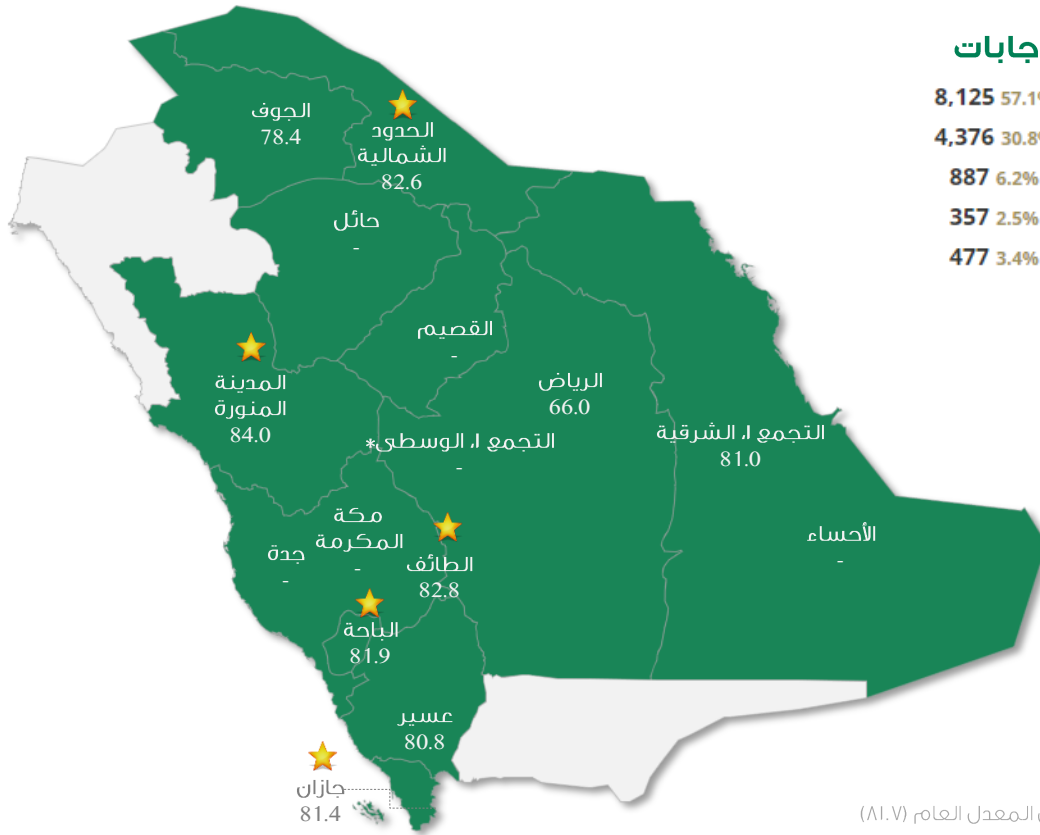 جابات
8,125 57.1%
4,376 30.8%
887 6.2%
357 2.5%
477 3.4%
الجوف
78.4
الحدود
الشمالية
82.6
حائل
-
القصيم
-
المدينة
المنورة
84.0
الرياض
66.0
التجمع ١، الوسطى*
-
التجمع ١، الشرقية
81.0
الأحساء
-
مكة
المكرمة
-
جدة
-
الطائف
82.8
الباحة
81.9
عسير
80.8
جازان
81.4
المعدل العام (٨١.٧)